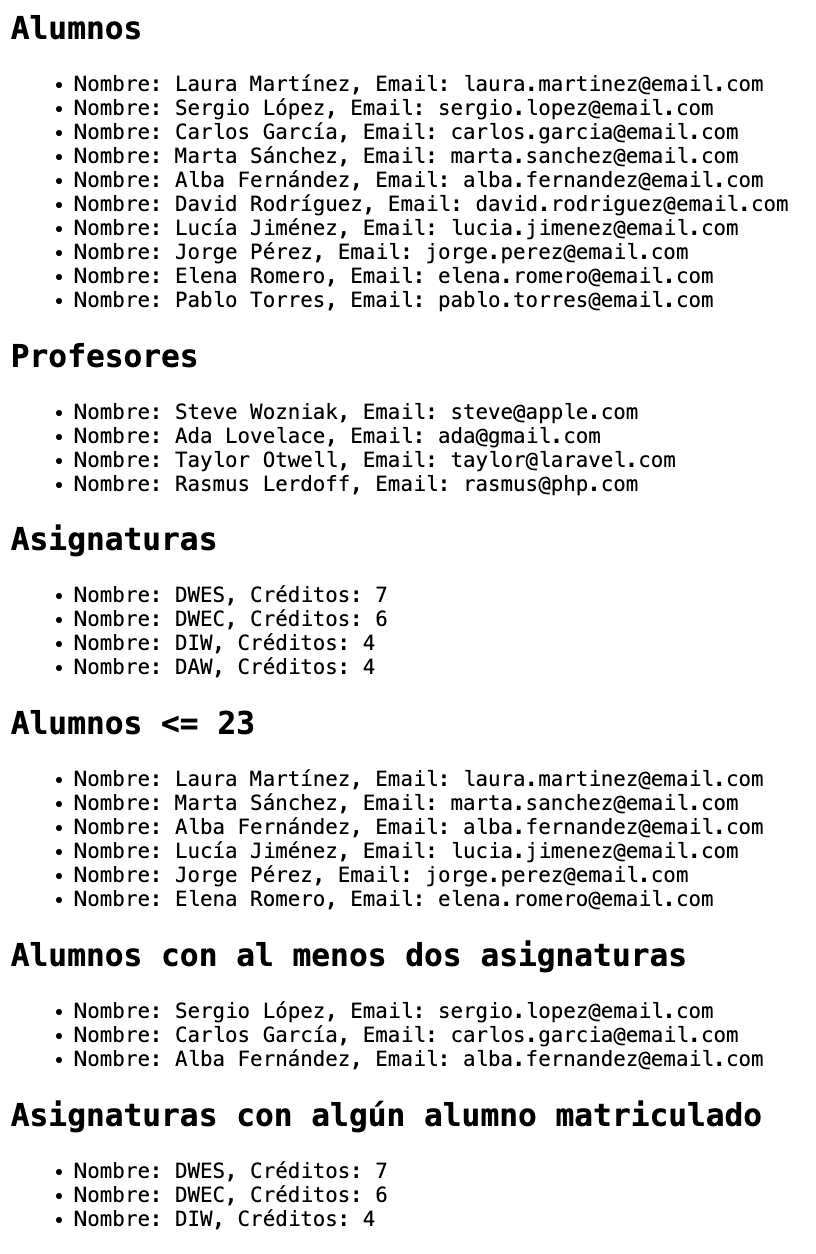 Alumnos
• Nombre: Laura Martínez, Email: laura.martinez@email.com
• Nombre: Sergio López, Email: sergio.lopez@email.com
• Nombre: Carlos García, Email: carlos.garcia@email.com
• Nombre: Marta Sánchez, Email: marta.sanchez@email.com
• Nombre: Alba Fernández, Email: alba.fernandez@email.com
• Nombre: David Rodríguez, Email: david.rodriguez@email.com
• Nombre: Lucía Jiménez, Email: lucia.jimenez@email.com
• Nombre: Jorge Pérez, Email: jorge.perez@email.com
• Nombre: Elena Romero, Email: elena.romero@email.com
• Nombre: Pablo Torres, Email: pablo.torres@email.com
Profesores
• Nombre: Steve Wozniak, Email: steve@apple.com
• Nombre: Ada Lovelace, Email: ada@gmail.com
• Nombre: Taylor Otwell, Email: taylor@laravel.com
• Nombre: Rasmus Lerdoff, Email: rasmus@php.com
Asignaturas
• Nombre: DWES, Créditos: 7
• Nombre: DWEC, Créditos: 6
• Nombre: DIW, Créditos: 4
• Nombre: DAW, Créditos: 4
Alumnos <= 23
• Nombre: Laura Martínez, Email: laura.martinez@email.com
• Nombre: Marta Sánchez, Email: marta.sanchez@email.com
• Nombre: Alba Fernández, Email: alba.fernandez@email.com
• Nombre: Lucía Jiménez, Email: lucia.jimenez@email.com
• Nombre: Jorge Pérez, Email: jorge.perez@email.com
• Nombre: Elena Romero, Email: elena.romero@email.com
Alumnos con al menos dos asignaturas
• Nombre: Sergio López, Email: sergio.lopez@email.com
• Nombre: Carlos García, Email: carlos.garcia@email.com
• Nombre: Alba Fernández, Email: alba.fernandez@email.com
Asignaturas con algún alumno matriculado
• Nombre: DWES, Créditos: 7
• Nombre: DWEC, Créditos: 6
• Nombre: DIW, Créditos: 4